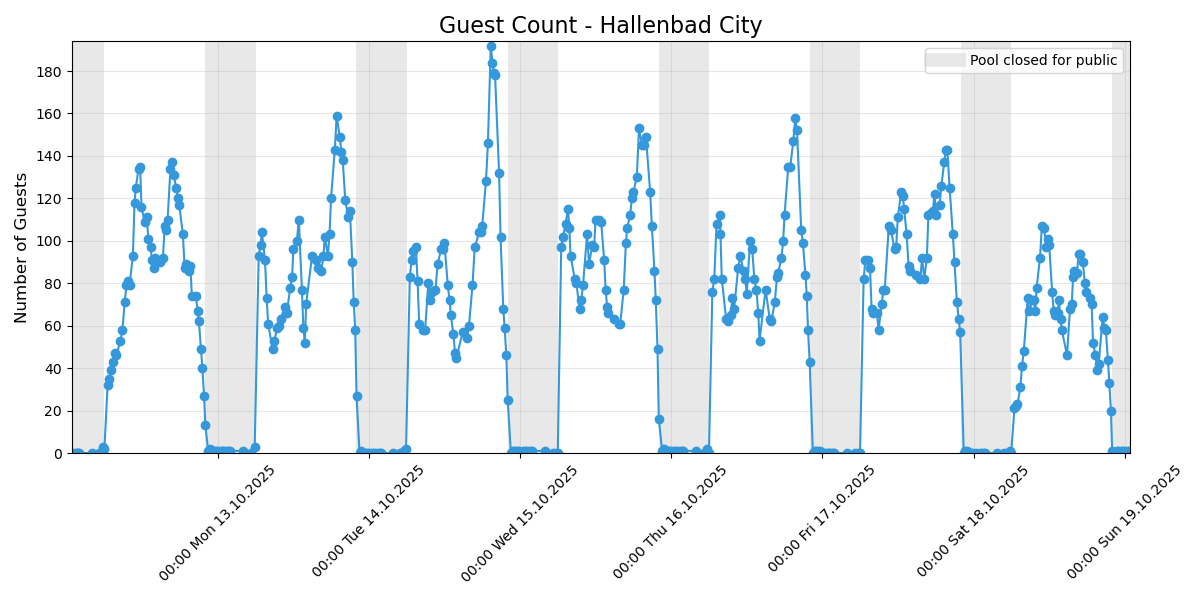 Guest Count - Hallenbad City
Pool closed for public
Number of Guests
180
160
140
120
100
80
60
40
20
0
00:00 Mon 13.10.2025
00:00 Tue 14.10.2025
00:00 Wed 15.10.2025
00:00 Thu 16.10.2025
00:00 Fri 17.10.2025
00:00 Sat 18.10.2025
00:00 Sun 19.10.2025